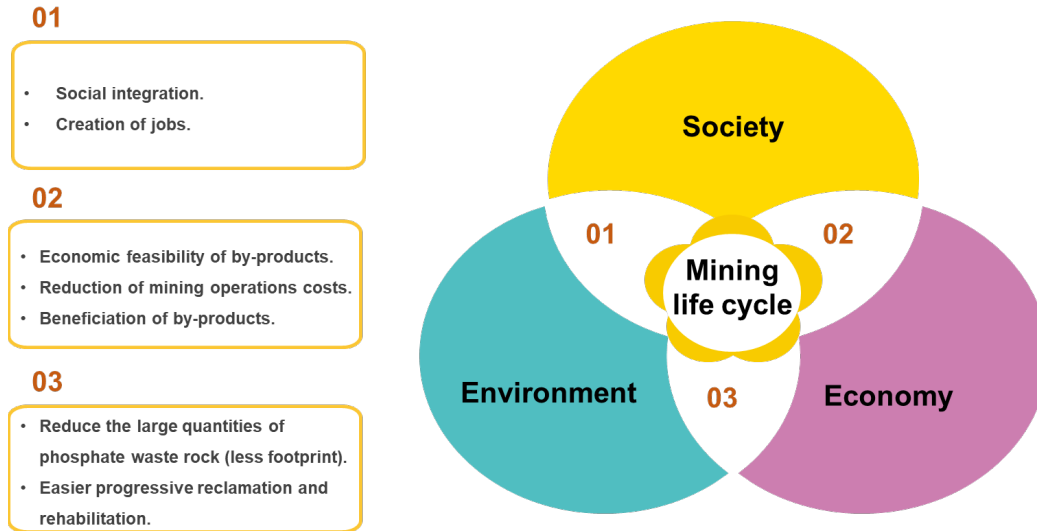 01
• Social integration.
• Creation of jobs.
02
• Economic feasibility of by-products.
• Reduction of mining operations costs.
• Beneficiation of by-products.
03
• Reduce the large quantities of
phosphate waste rock (less footprint).
• Easier progressive reclamation and
rehabilitation.
Society
01
02
Mining
life cycle
Environment
03
Economy